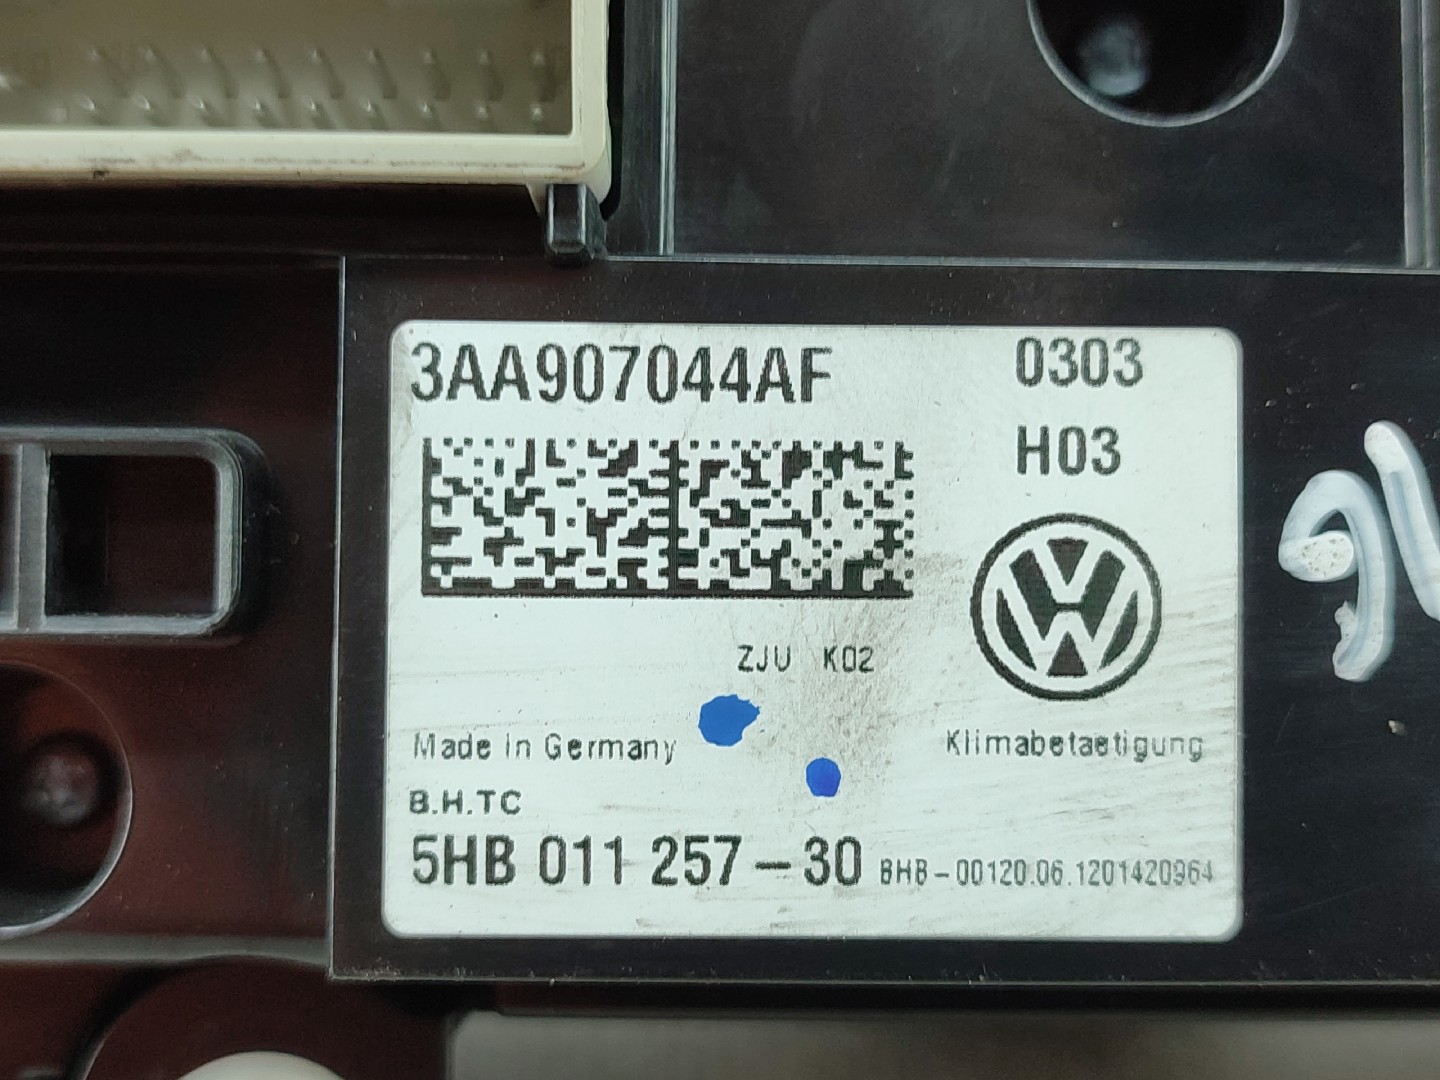 3AA907044AF
0303
H03
ZJU K02
Made in Germany
Klimabetaetigung
B.H.TC
5HB 011 257-30
BHB-00120.06.1201420964